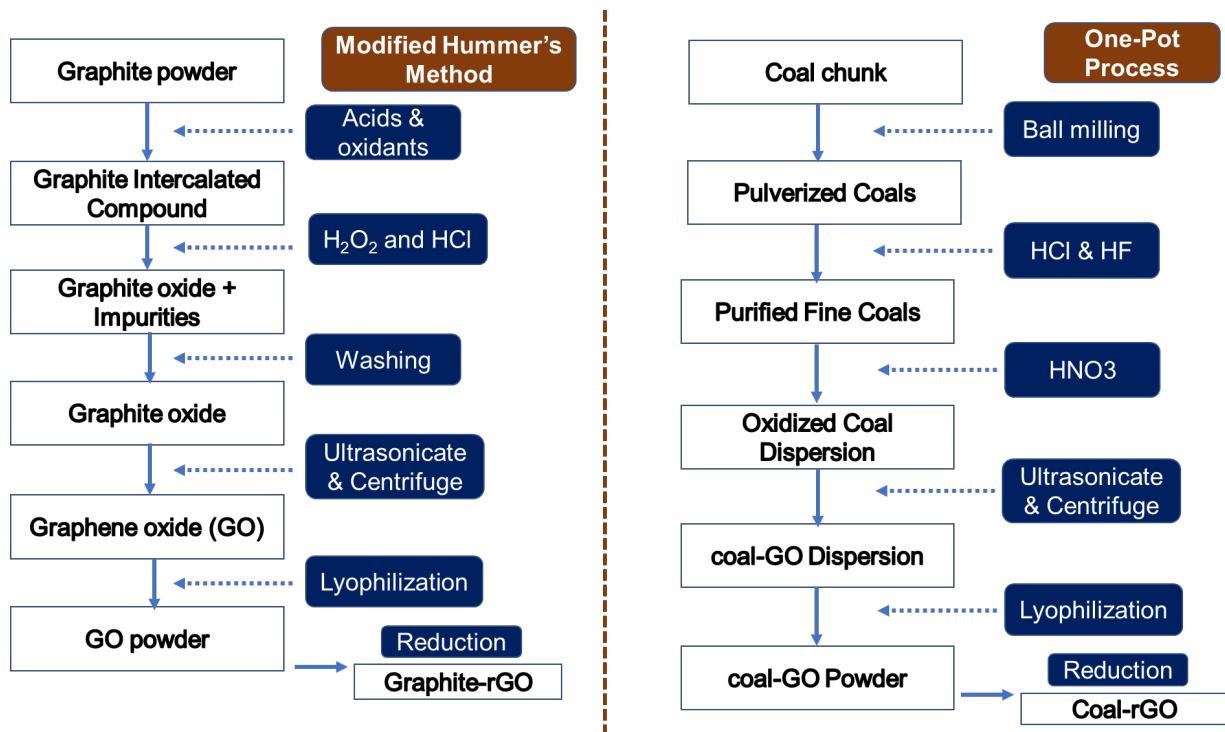 Modified Hummer's
Method
Graphite powder
Acids &
oxidants
Graphite Intercalated
Compound
H₂O₂ and HCl
Graphite oxide +
Impurities
Washing
Graphite oxide
Ultrasonicate
& Centrifuge
Graphene oxide (GO)
Lyophilization
GO powder
Reduction
Graphite-rGO
One-Pot
Process
Coal chunk
Ball milling
Pulverized Coals
HCl & HF
Purified Fine Coals
HNO3
Oxidized Coal
Dispersion
Ultrasonicate
& Centrifuge
coal-GO Dispersion
Lyophilization
coal-GO Powder
Reduction
Coal-rGO